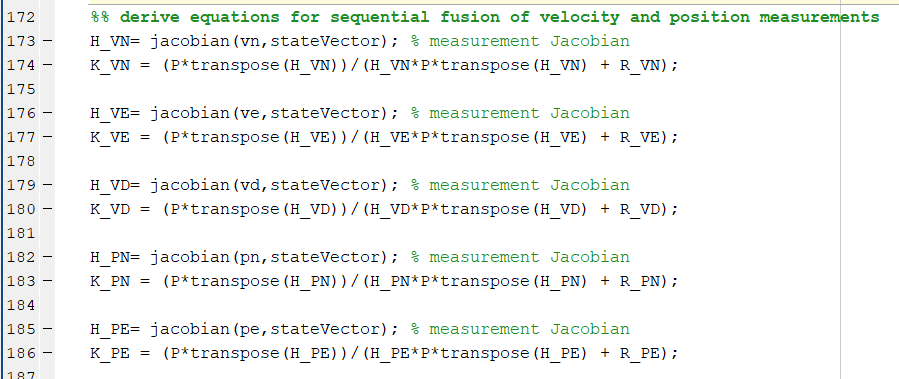 172 %% derive equations for sequential fusion of velocity and position measurements
173 – H_VN= jacobian(vn,stateVector); % measurement Jacobian
174 – K_VN = (P*transpose(H_VN))/(H_VN*P*transpose(H_VN) + R_VN);
175
176 – H_VE= jacobian(ve,stateVector); % measurement Jacobian
177 – K_VE = (P*transpose(H_VE))/(H_VE*P*transpose(H_VE) + R_VE);
178
179 – H_VD= jacobian(vd,stateVector); % measurement Jacobian
180 – K_VD = (P*transpose(H_VD))/(H_VD*P*transpose(H_VD) + R_VD);
181
182 – H_PN= jacobian(pn,stateVector); % measurement Jacobian
183 – K_PN = (P*transpose(H_PN))/(H_PN*P*transpose(H_PN) + R_PN);
184
185 – H_PE= jacobian(pe,stateVector); % measurement Jacobian
186 – K_PE = (P*transpose(H_PE))/(H_PE*P*transpose(H_PE) + R_PE);
187